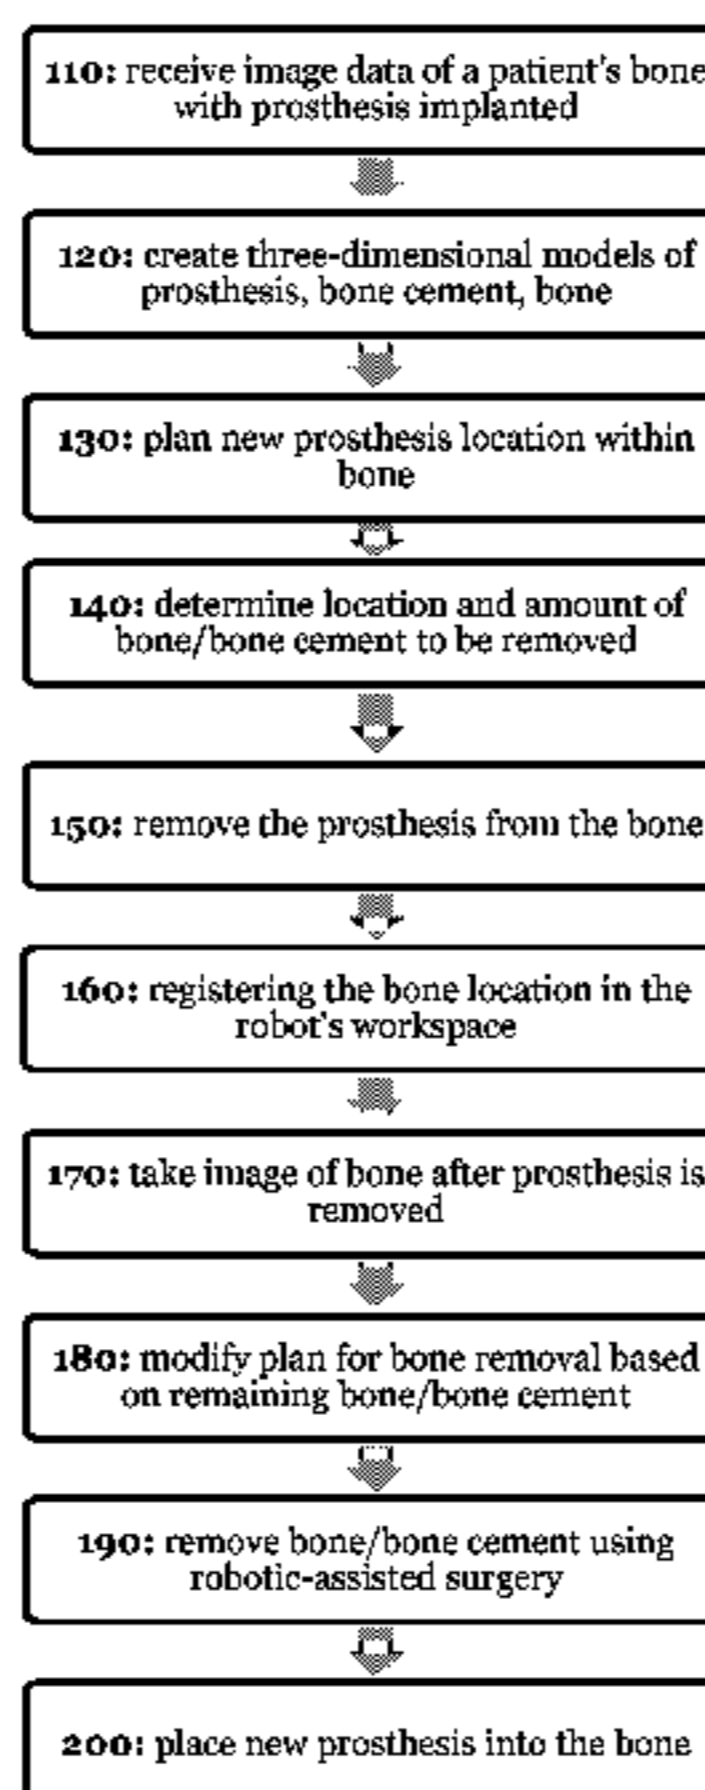 110: receive image data of a patient's bone
with prosthesis implanted
120: create three-dimensional models of
prosthesis, bone cement, bone
130: plan new prosthesis location within
bone
140: determine location and amount of
bone/bone cement to be removed
150: remove the prosthesis from the bone
160: registering the bone location in the
robot's workspace
170: take image of bone after prosthesis is
removed
180: modify plan for bone removal based
on remaining bone/bone cement
190: remove bone/bone cement using
robotic-assisted surgery
200: place new prosthesis into the bone